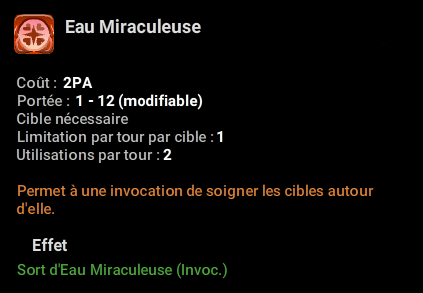 Eau Miraculeuse
Coût : 2PA
Portée : 1 - 12 (modifiable)
Cible nécessaire
Limitation par tour par cible : 1
Utilisations par tour : 2
Permet à une invocation de soigner les cibles autour
d'elle.
Effet
Sort d'Eau Miraculeuse (Invoc.)